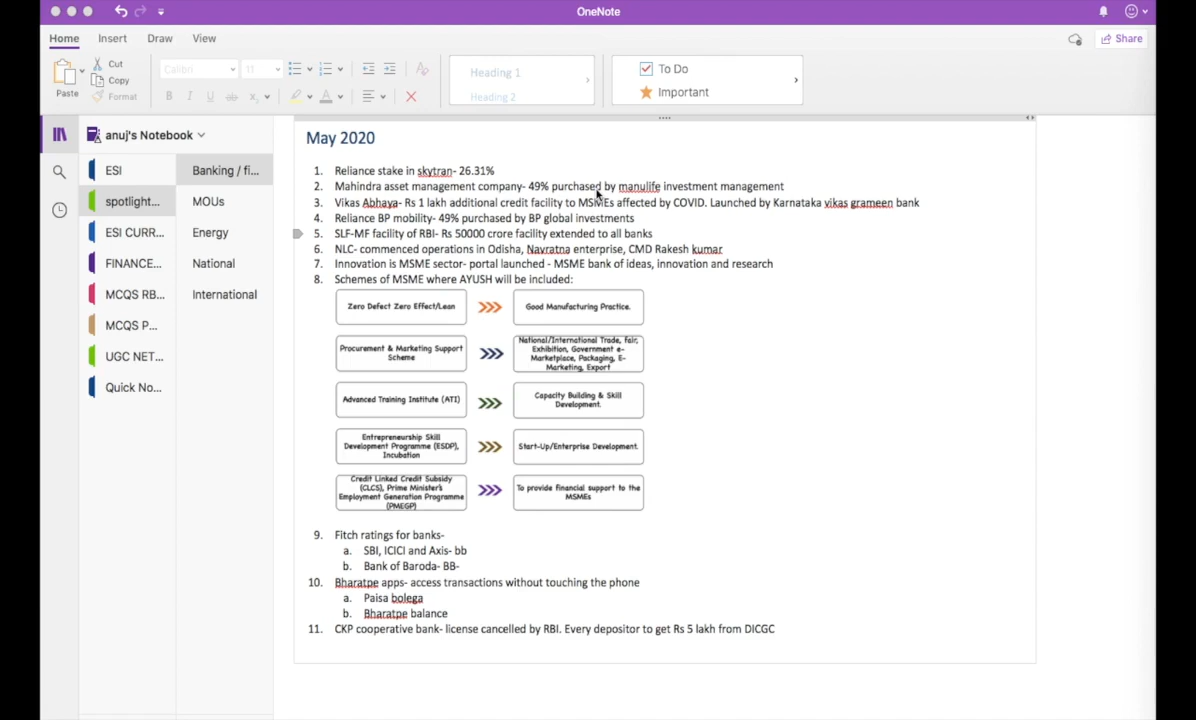 OneNote
Home
Insert
Draw
View
Share
Paste
Cut
Copy
Format
Calibri
11
B I U ab x
A
Heading 1
Heading 2
To Do
Important
anuj's Notebook
ESI
spotlight...
ESI CURR...
FINANCE...
MCQS RB...
MCQS P...
UGC NET...
Quick No...
Banking / fi...
MOUs
Energy
National
International
May 2020
1. Reliance stake in skytran- 26.31%
2. Mahindra asset management company- 49% purchased by manulife investment management
3. Vikas Abhaya- Rs 1 lakh additional credit facility to MSMEs affected by COVID. Launched by Karnataka vikas grameen bank
4. Reliance BP mobility- 49% purchased by BP global investments
5. SLF-MF facility of RBI- Rs 50000 crore facility extended to all banks
6. NLC- commenced operations in Odisha, Navratna enterprise, CMD Rakesh kumar
7. Innovation is MSME sector- portal launched - MSME bank of ideas, innovation and research
8. Schemes of MSME where AYUSH will be included:
Zero Defect Zero Effect/Lean
Good Manufacturing Practice.
Procurement & Marketing Support
Scheme
National/International Trade, fair,
Exhibition, Government e-
Marketplace, Packaging, E-
Marketing, Export
Advanced Training Institute (ATI)
Capacity Building & Skill
Development.
Entrepreneurship Skill
Development Programme (ESDP),
Incubation
Start-Up/Enterprise Development.
Credit Linked Credit Subsidy
(CLCS), Prime Minister's
Employment Generation Programme
(PMEGP)
To provide financial support to the
MSMEs
9. Fitch ratings for banks-
a. SBI, ICICI and Axis- bb
b. Bank of Baroda- BB-
10. Bharatpe apps- access transactions without touching the phone
a. Paisa bolega
b. Bharatpe balance
11. CKP cooperative bank- license cancelled by RBI. Every depositor to get Rs 5 lakh from DICGC